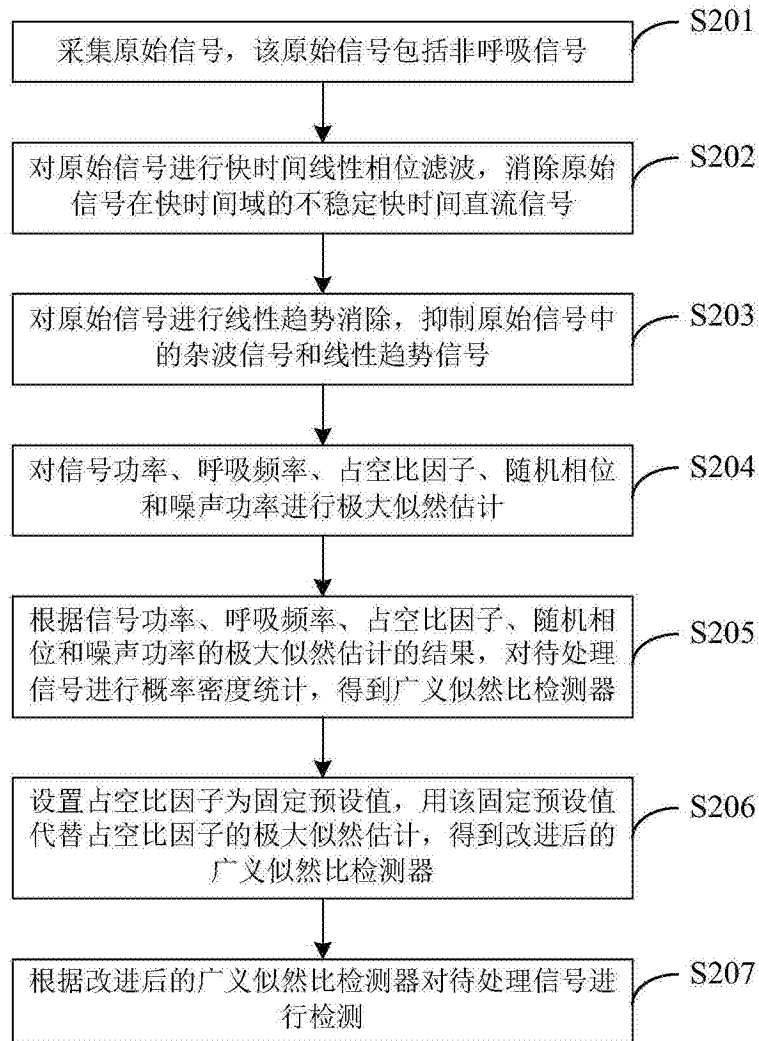 S201
采集原始信号，该原始信号包括非呼吸信号
S202
对原始信号进行快时间线性相位滤波，消除原始
信号在快时间域的不稳定快时间直流信号
S203
对原始信号进行线性趋势消除，抑制原始信号中
的杂波信号和线性趋势信号
S204
对信号功率、呼吸频率、占空比因子、随机相位
和噪声功率进行极大似然估计
S205
根据信号功率、呼吸频率、占空比因子、随机相
位和噪声功率的极大似然估计的结果，对待处理
信号进行概率密度统计，得到广义似然比检测器
S206
设置占空比因子为固定预设值，用该固定预设值
代替占空比因子的极大似然估计，得到改进后的
广义似然比检测器
S207
根据改进后的广义似然比检测器对待处理信号进
行检测